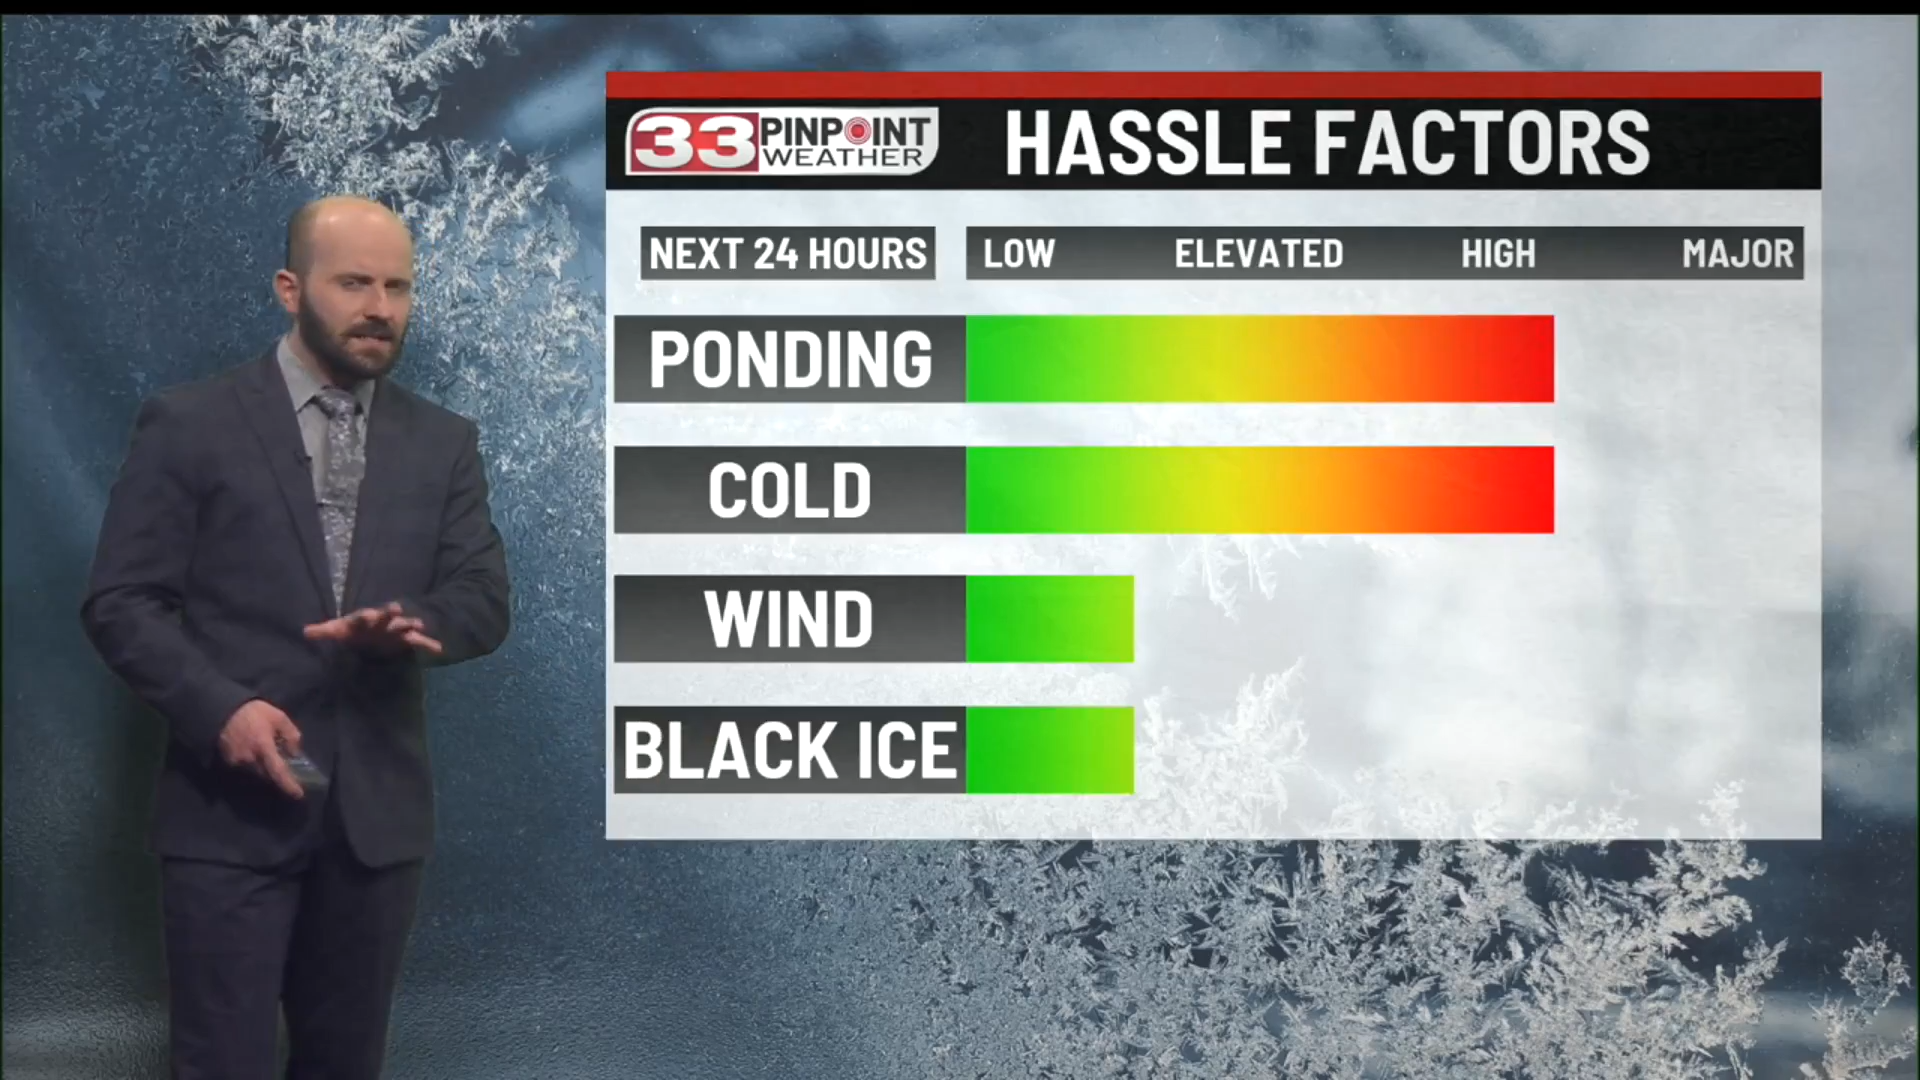 33 PINPOINT
WEATHER
HASSLE FACTORS
NEXT 24 HOURS
LOW ELEVATED HIGH MAJOR
PONDING
COLD
WIND
BLACK ICE